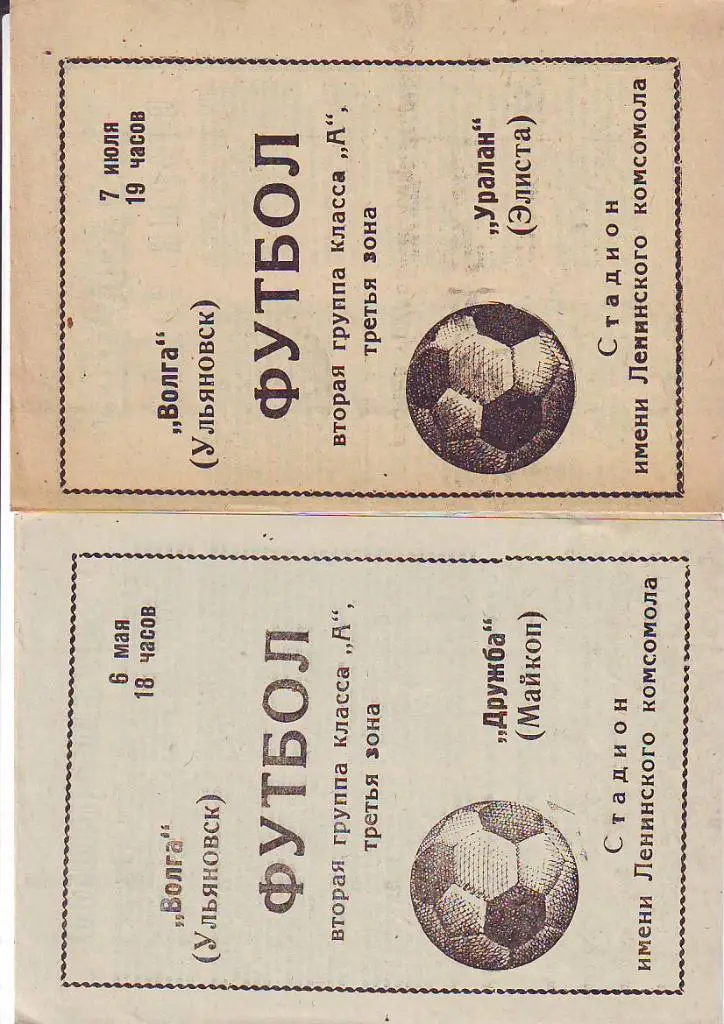 7 июля
19 часов
„Волга“
(Ульяновск)
ФУТБОЛ
вторая группа класса „А“,
третья зона
„Уралан“
(Элиста)
Стадион
имени Ленинского комсомола
6 мая
18 часов
„Волга“
(Ульяновск)
ФУТБОЛ
вторая группа класса „А“,
третья зона
„Дружба“
(Майкоп)
Стадион
имени Ленинского комсомола